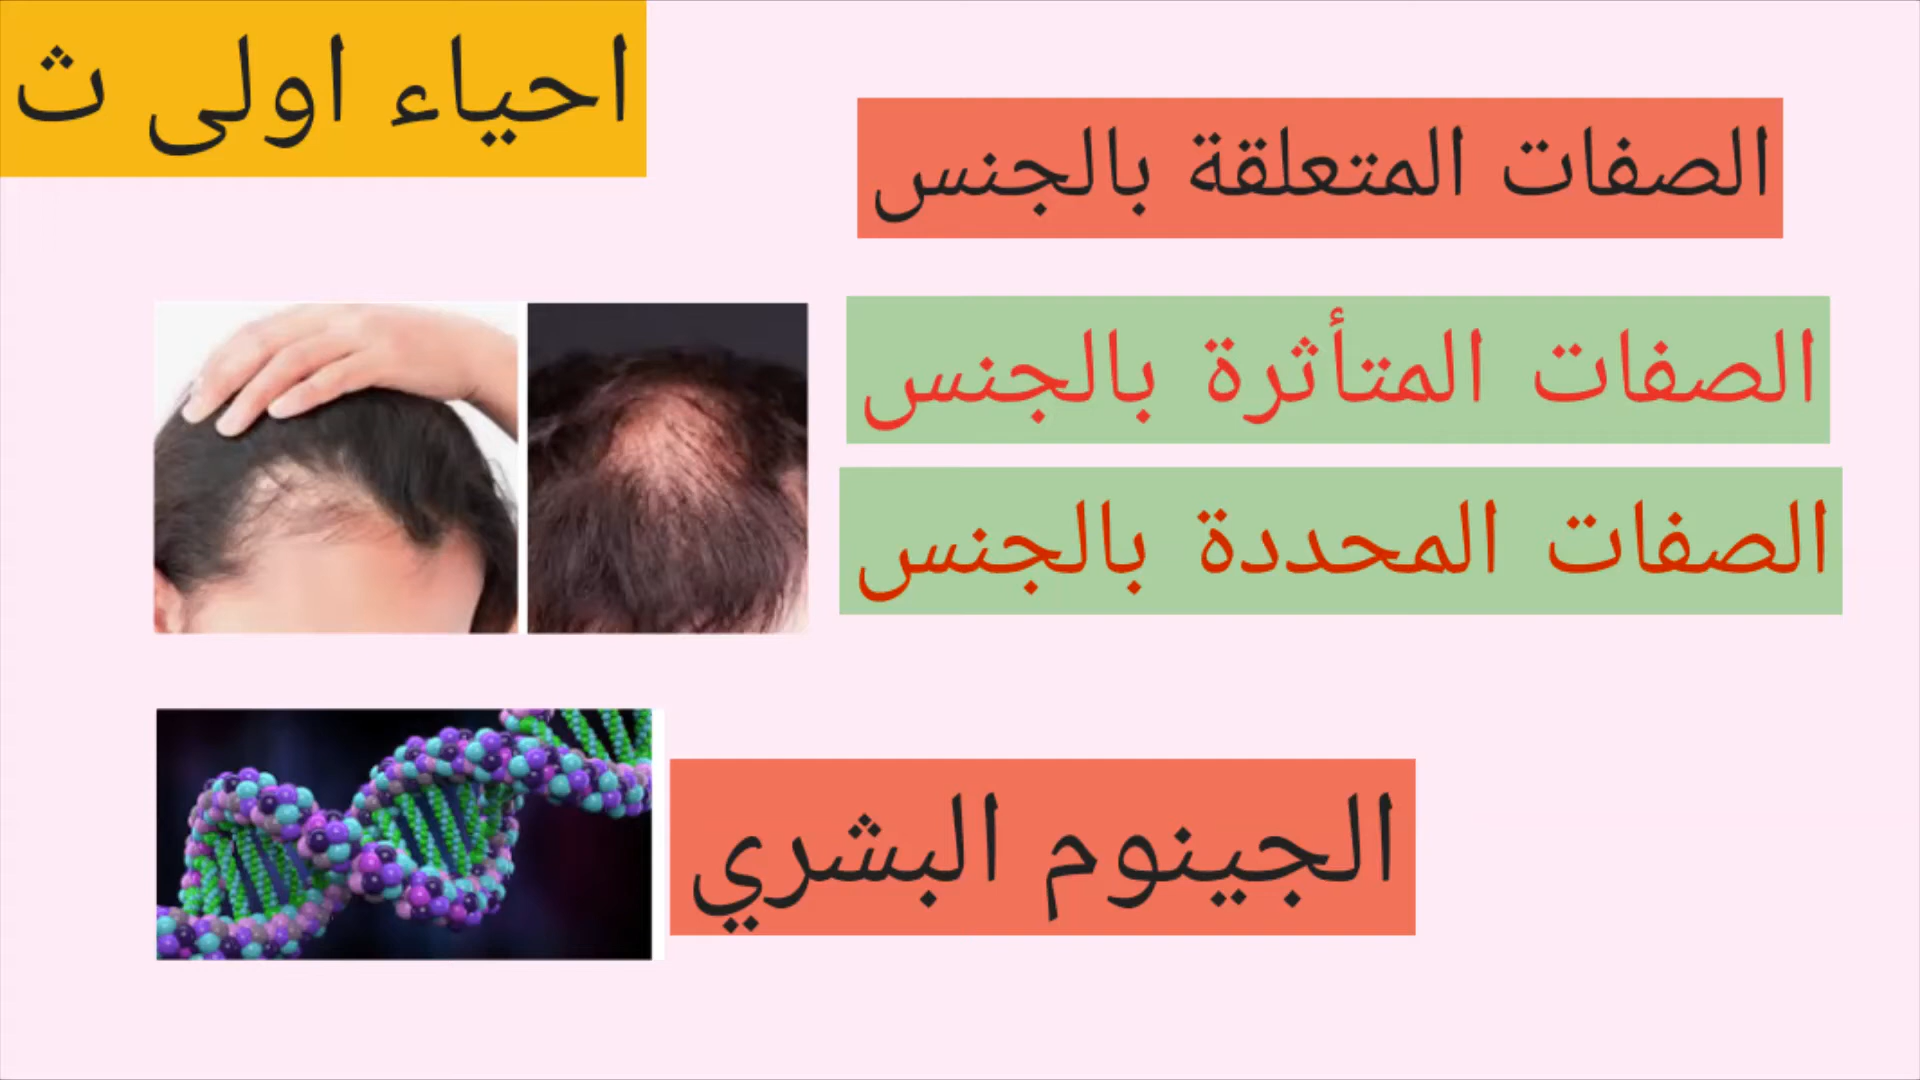 احياء اولى ث
الصفات المتعلقة بالجنس
الصفات المتأثرة بالجنس
الصفات المحددة بالجنس
الجينوم البشري